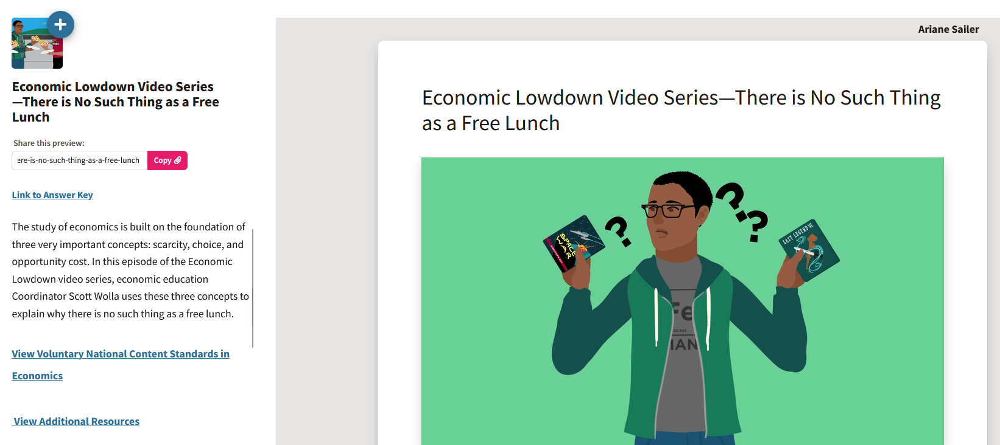 Economic Lowdown Video Series
—There is No Such Thing as a Free
Lunch
Share this preview:
ere-is-no-such-thing-as-a-free-lunch
Copy
Link to Answer Key
The study of economics is built on the foundation of
three very important concepts: scarcity, choice, and
opportunity cost. In this episode of the Economic
Lowdown video series, economic education
Coordinator Scott Wolla uses these three concepts to
explain why there is no such thing as a free lunch.
View Voluntary National Content Standards in
Economics
View Additional Resources
Ariane Sailer
Economic Lowdown Video Series—There is No Such Thing
as a Free Lunch
? ? ?
SPACE
WAR
LAST LEGEND VI
Fe
55.845
MAN